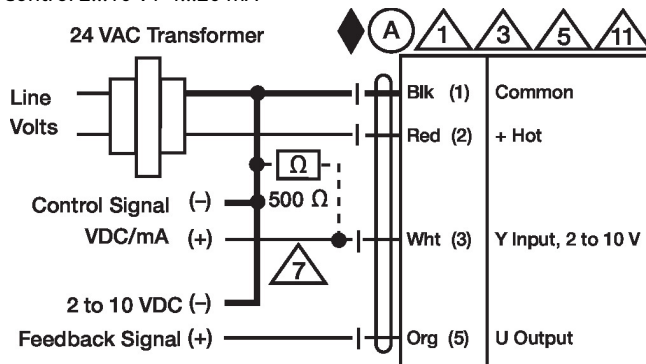 24 VAC Transformer
A 1 3 5 11
Line
Volts
Blk (1) Common
Red (2) + Hot
Ω
500 Ω
Control Signal (-)
VDC/mA (+)
7
Wht (3) Y Input, 2 to 10 V
2 to 10 VDC (-)
Feedback Signal (+)
Org (5) U Output